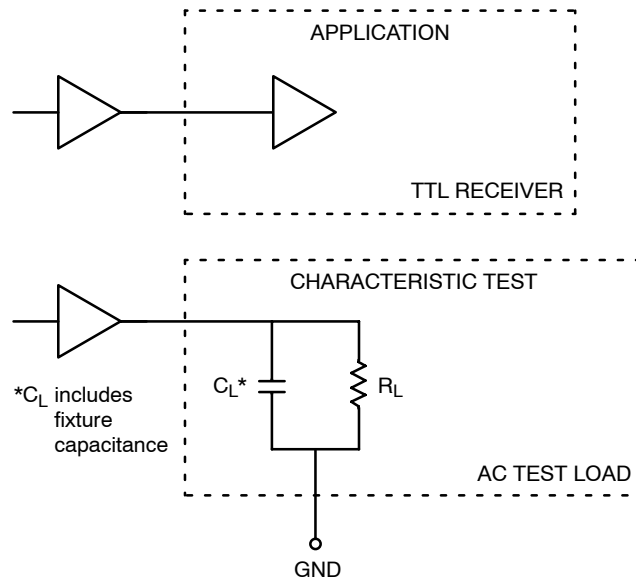 APPLICATION
TTL RECEIVER
CHARACTERISTIC TEST
*CL includes
fixture
capacitance
CL*
RL
AC TEST LOAD
GND